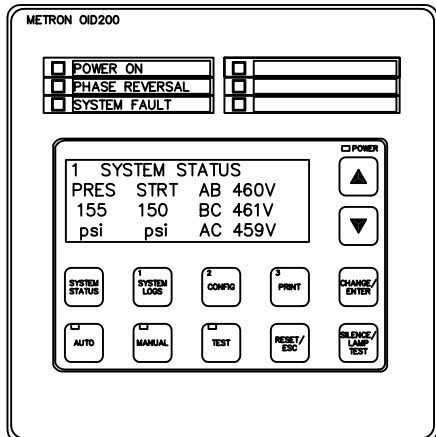 METRON OID200
POWER ON
PHASE REVERSAL
SYSTEM FAULT
POWER
1 SYSTEM STATUS
PRES STRT AB 460V
155 150 BC 461V
psi psi AC 459V
SYSTEM STATUS
1 SYSTEM LOGS
2 CONFIG
3 PRINT
CHANGE/ENTER
AUTO
MANUAL
TEST
RESET/ESC
SILENCE/LAMP TEST